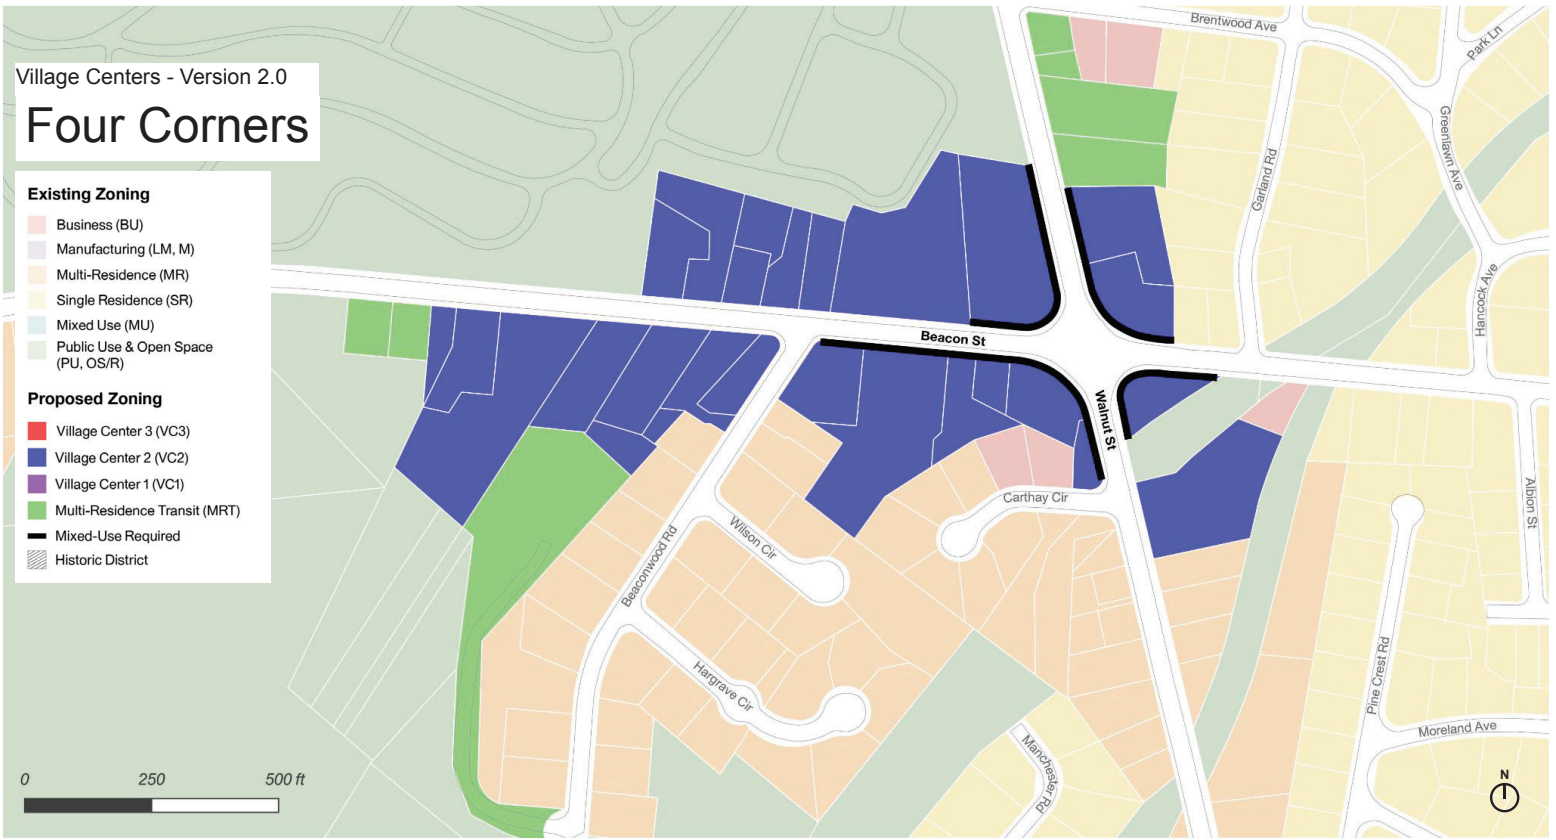 Village Centers - Version 2.0
Four Corners
Existing Zoning
Business (BU)
Manufacturing (LM, M)
Multi-Residence (MR)
Single Residence (SR)
Mixed Use (MU)
Public Use & Open Space
(PU, OS/R)
Proposed Zoning
Village Center 3 (VC3)
Village Center 2 (VC2)
Village Center 1 (VC1)
Multi-Residence Transit (MRT)
Mixed-Use Required
Historic District
Brentwood Ave
Park Ln
Greenlawn Ave
Garland Rd
Hancock Ave
Beacon St
Walnut St
Albion St
Carthay Cir
Wilson Cir
Beaconwood Rd
Hargrave Cir
Pine Crest Rd
Moreland Ave
Manchester Rd
0 250 500 ft
N